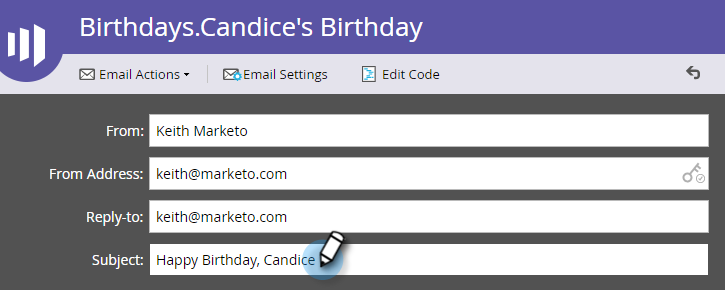 Birthdays.Candice's Birthday
Email Actions Email Settings Edit Code
From: Keith Marketo
From Address: keith@marketo.com
Reply-to: keith@marketo.com
Subject: Happy Birthday, Candice